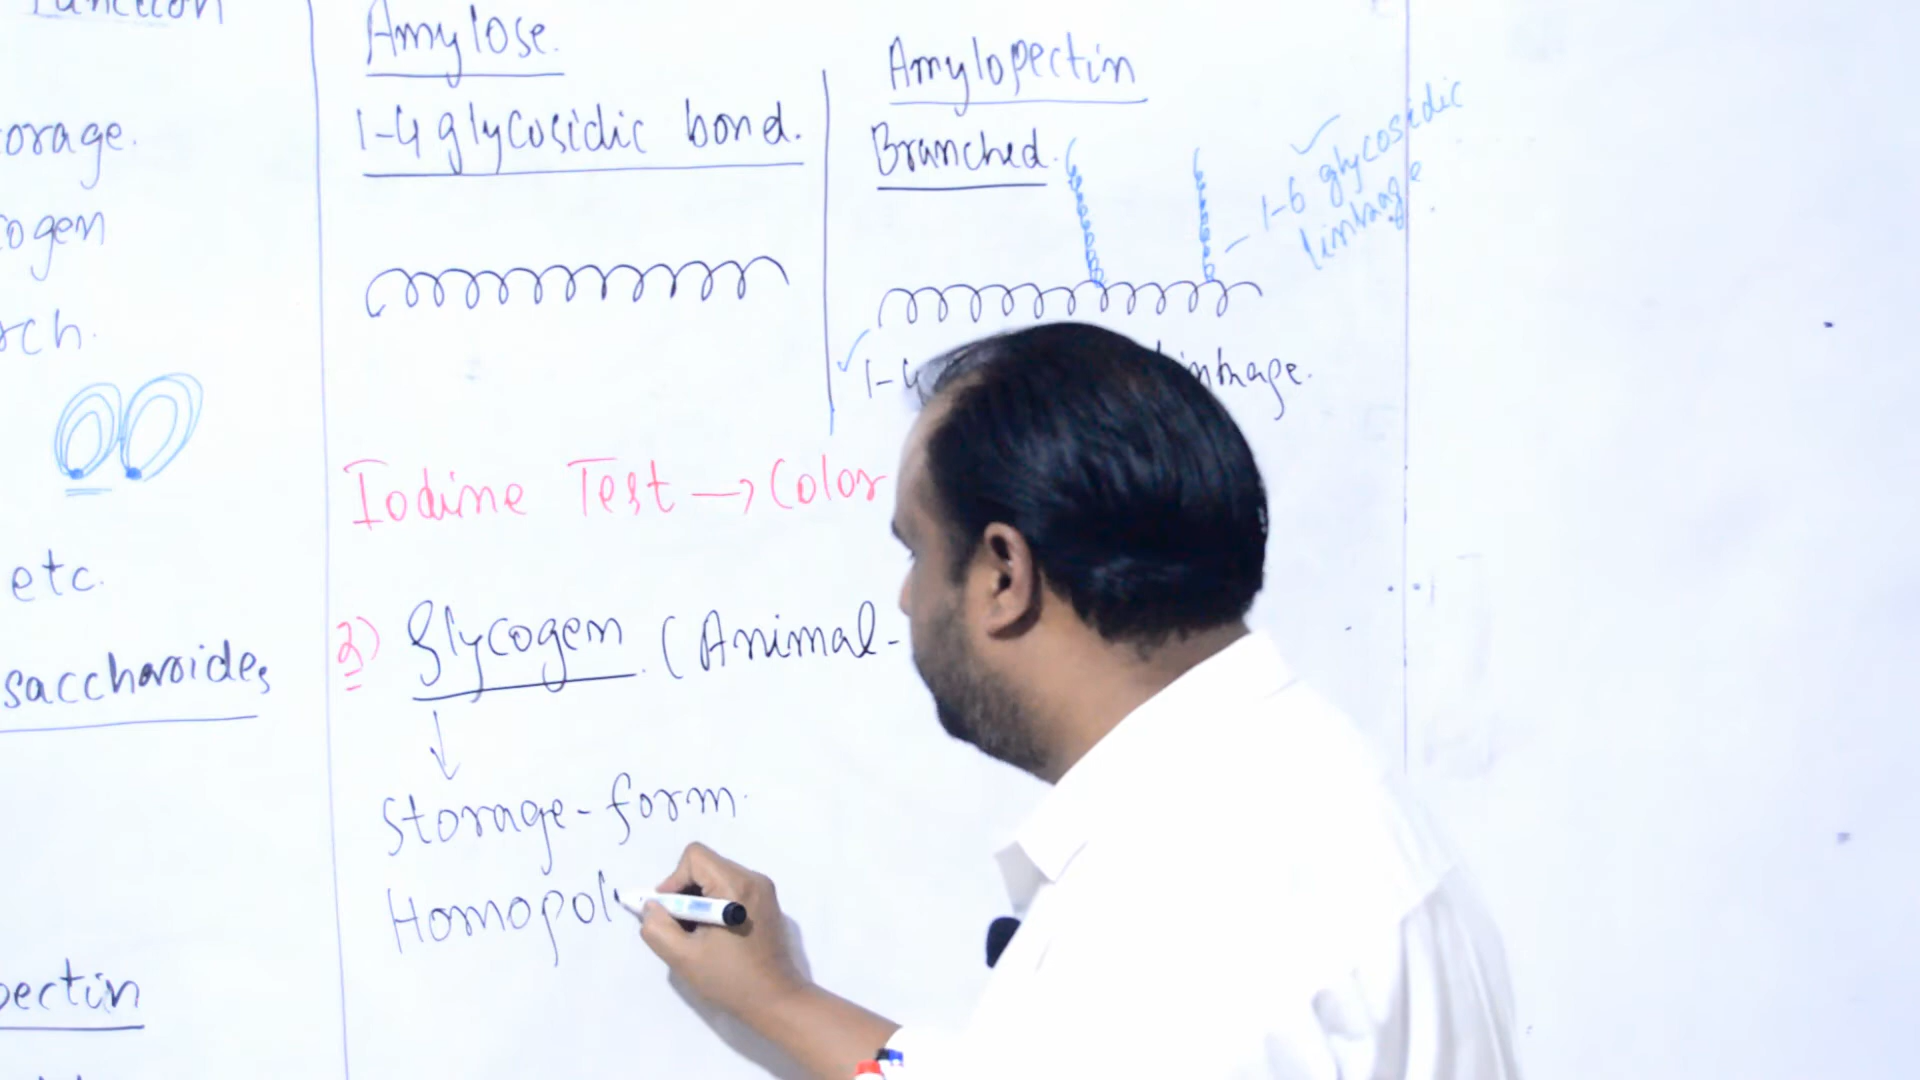 Function
orage.
ogen
rch.
etc.
saccharoides
pectin
Amylose.
1-4 glycosidic bond.
Amylopectin
Branched.
1-6 glycosidic
linkage
1-4 linkage.
Iodine Test → Color
2) Glycogen (Animal-
Storage-form.
Homopol